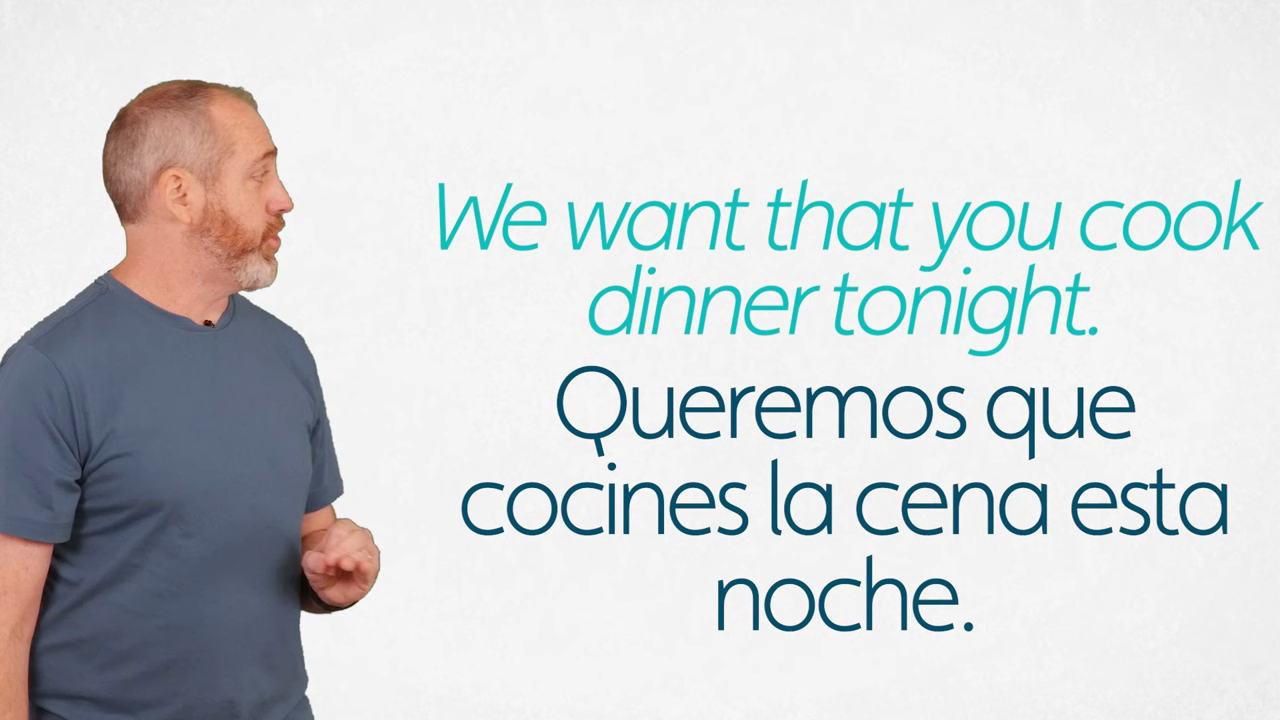 We want that you cook
dinner tonight.
Queremos que
cocines la cena esta
noche.